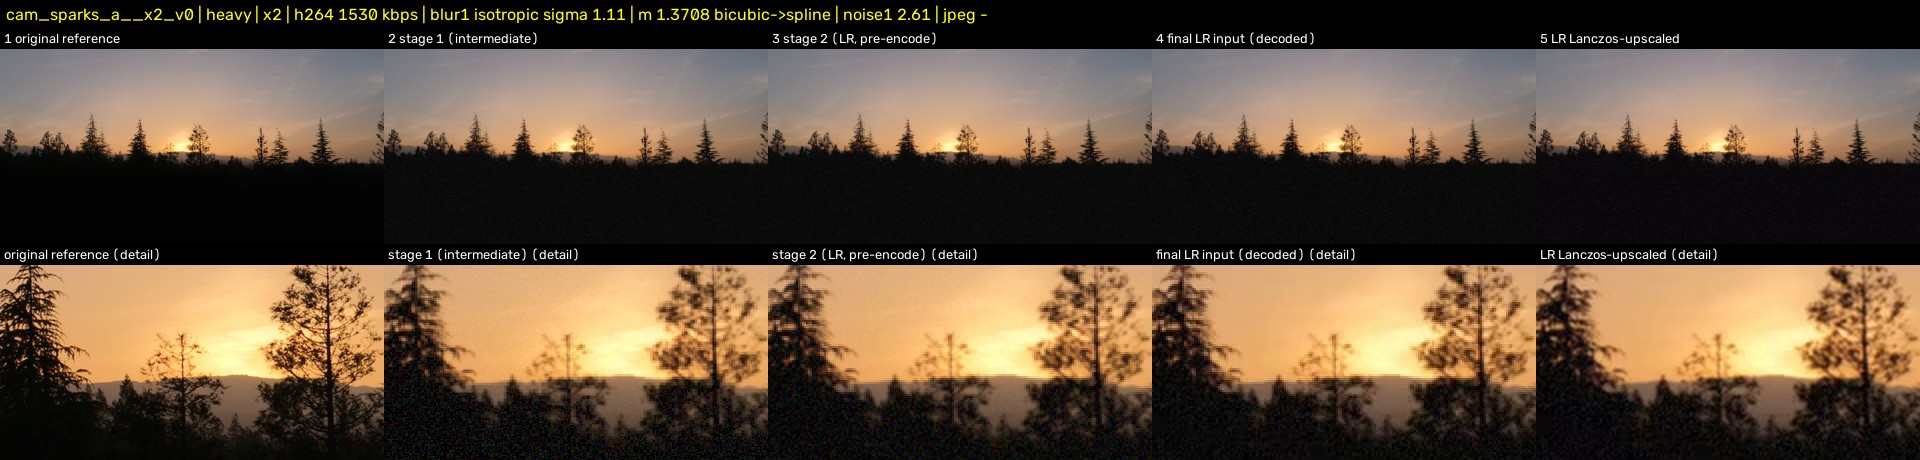 cam_sparks_a__x2_v0 | heavy | x2 | h264 1530 kbps | blur1 isotropic sigma 1.11 | m 1.3708 bicubic->spline | noise1 2.61 | jpeg -
1 original reference
2 stage 1 (intermediate)
3 stage 2 (LR, pre-encode)
4 final LR input (decoded)
5 LR Lanczos-upscaled
original reference (detail)
stage 1 (intermediate) (detail)
stage 2 (LR, pre-encode) (detail)
final LR input (decoded) (detail)
LR Lanczos-upscaled (detail)